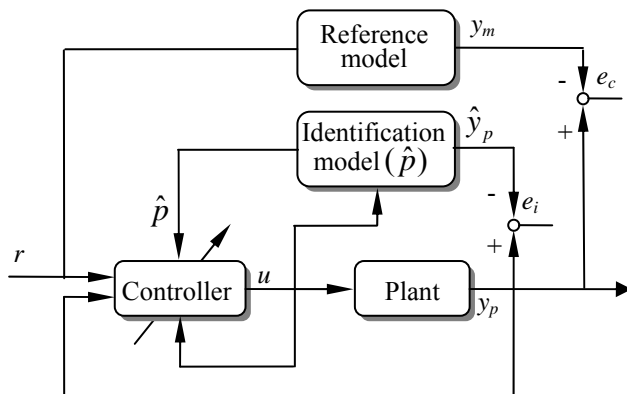 Reference
model
y_m
-
e_c
+
Identification
model (p̂)
ŷ_p
p̂
-
e_i
+
r
Controller
u
Plant
y_p